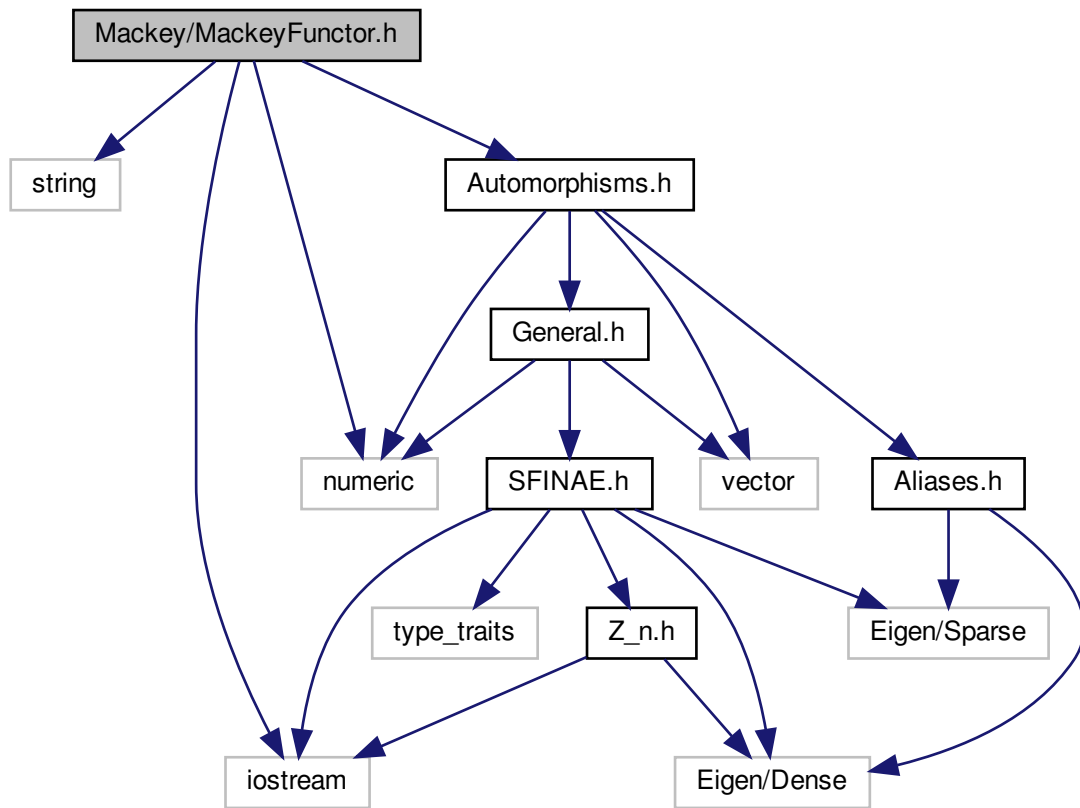 Mackey/MackeyFunctor.h
string
Automorphisms.h
General.h
numeric
SFINAE.h
vector
Aliases.h
type_traits
Z_n.h
Eigen/Sparse
iostream
Eigen/Dense